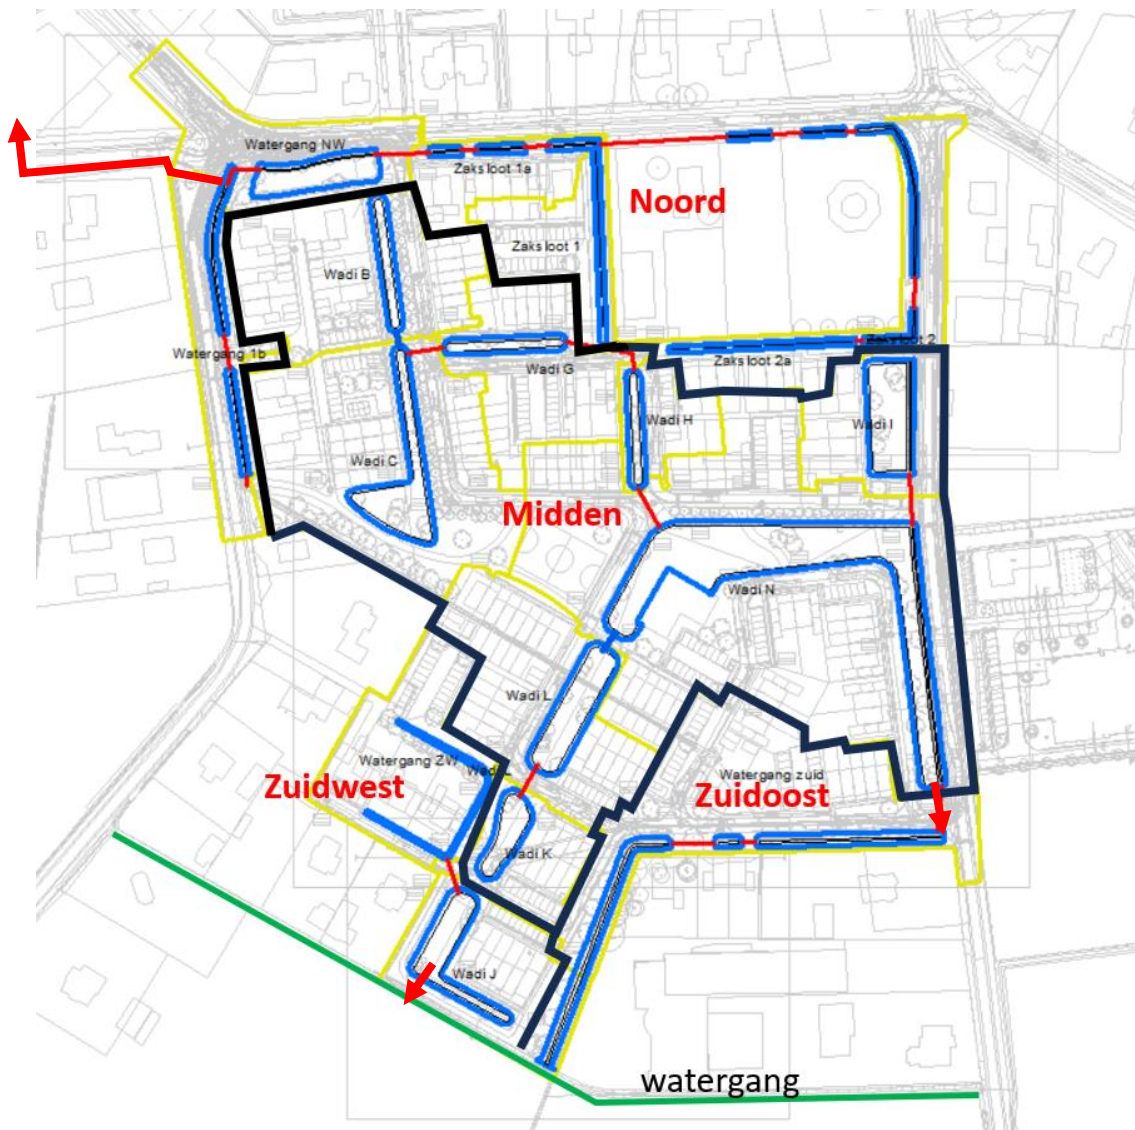 Watergang NW
Zaksloot 1a
Noord
Zaksloot 1
Wadi B
Watergang 1b
Wadi G
Zaksloot 2
Zaksloot 2a
Wadi H
Wadi I
Wadi C
Midden
Wadi N
Wadi L
Watergang ZW
Watergang zuid
Zuidwest
Zuidoost
Wadi K
Wadi J
watergang